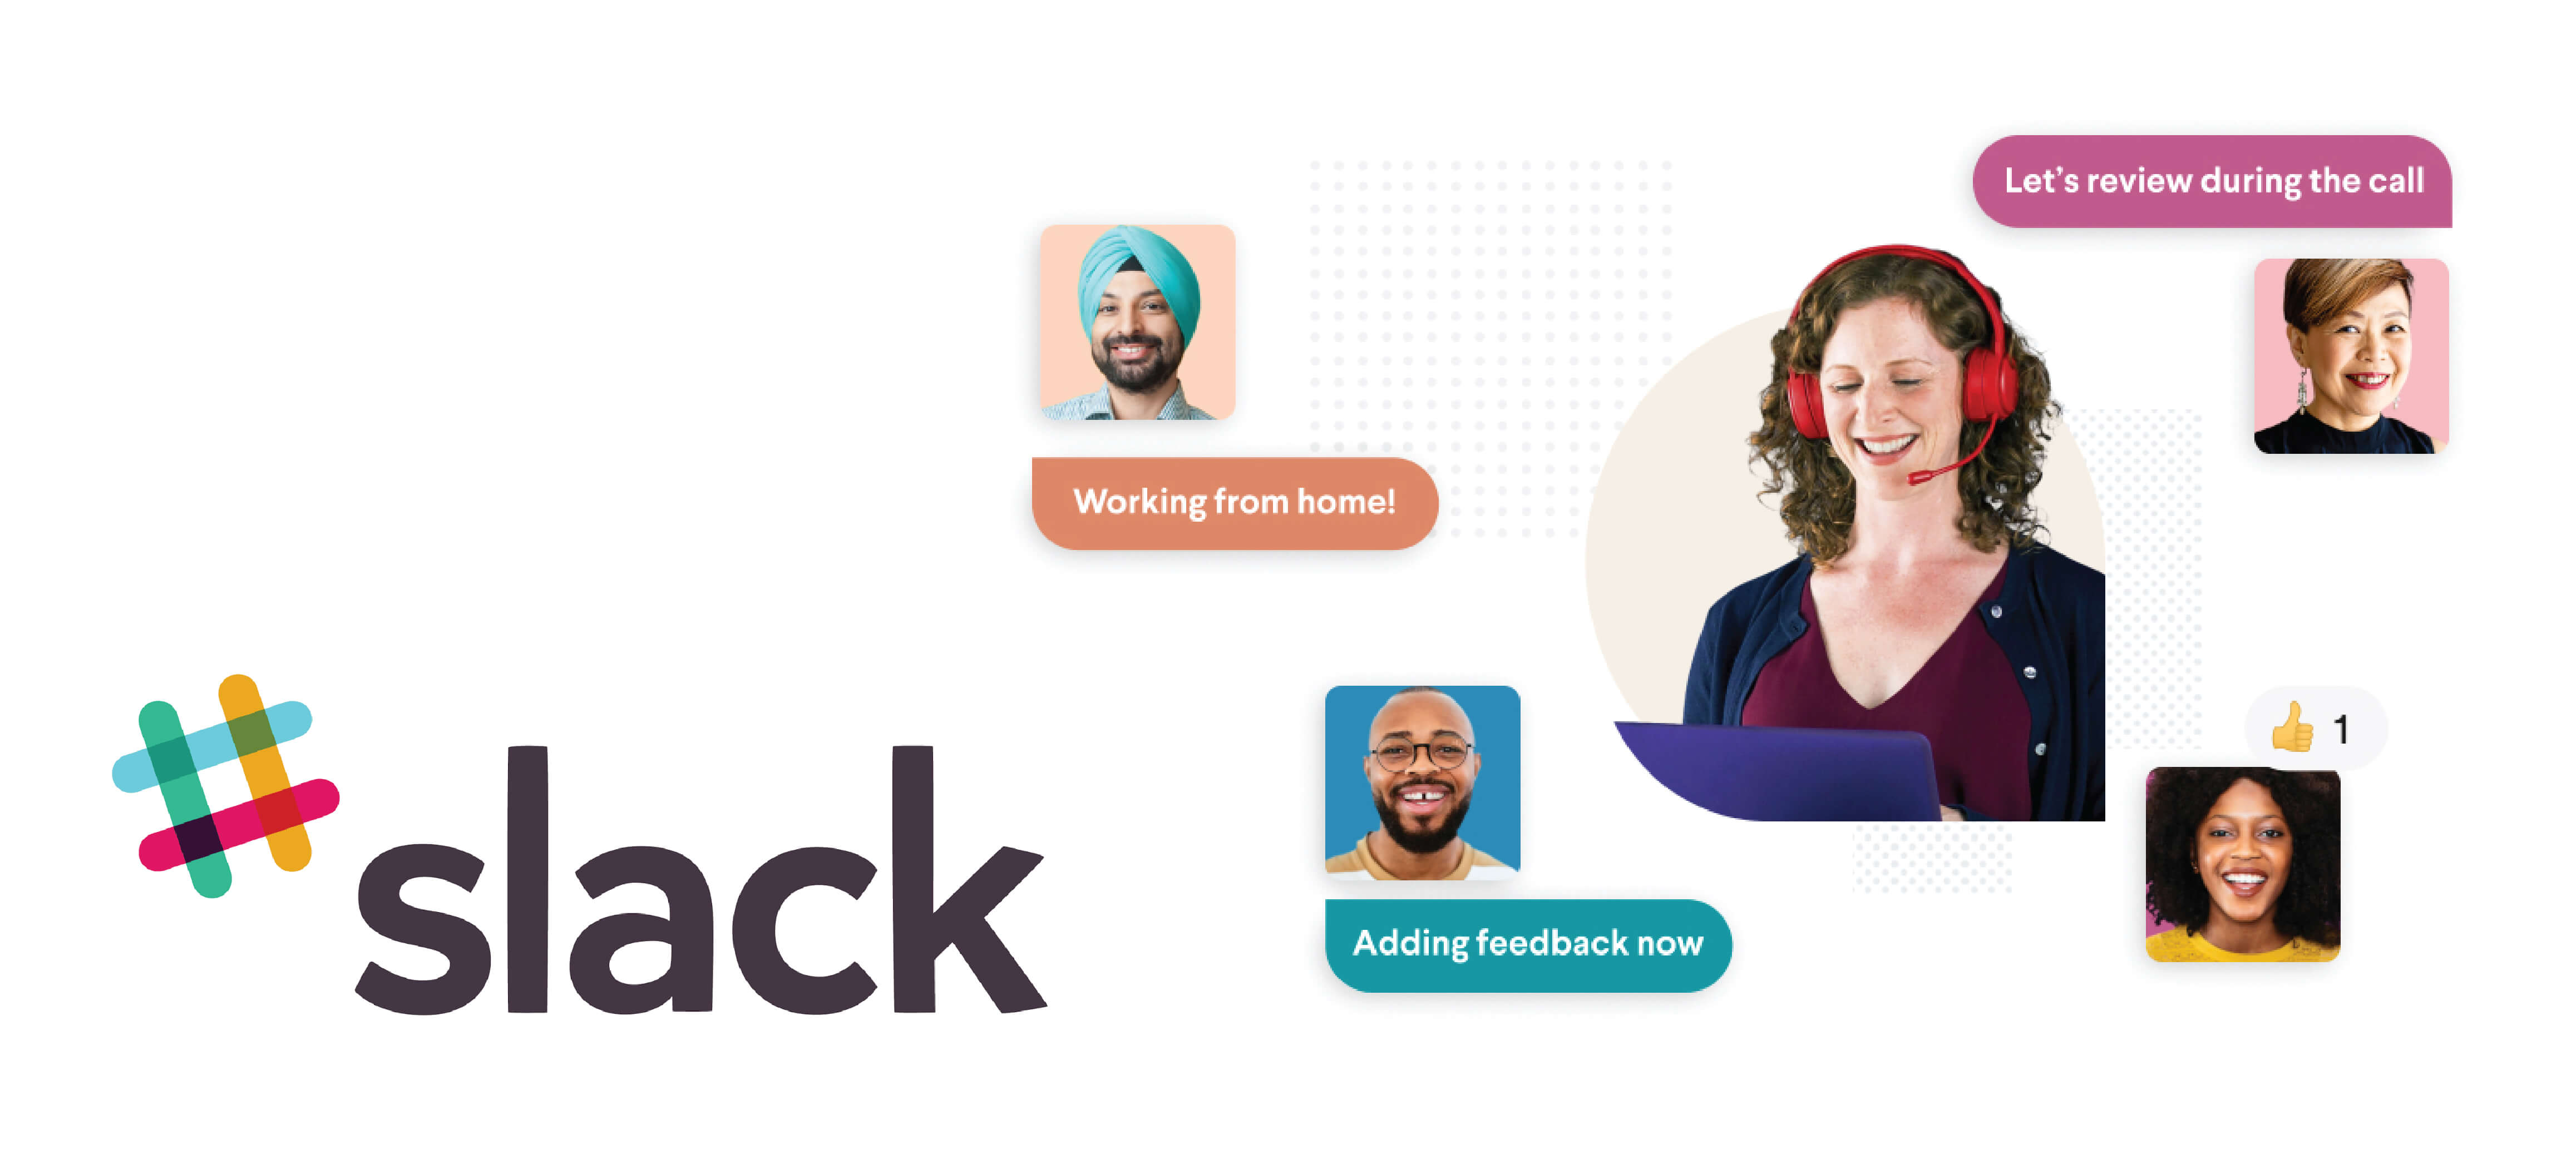 Let's review during the call
Working from home!
👍 1
slack
Adding feedback now